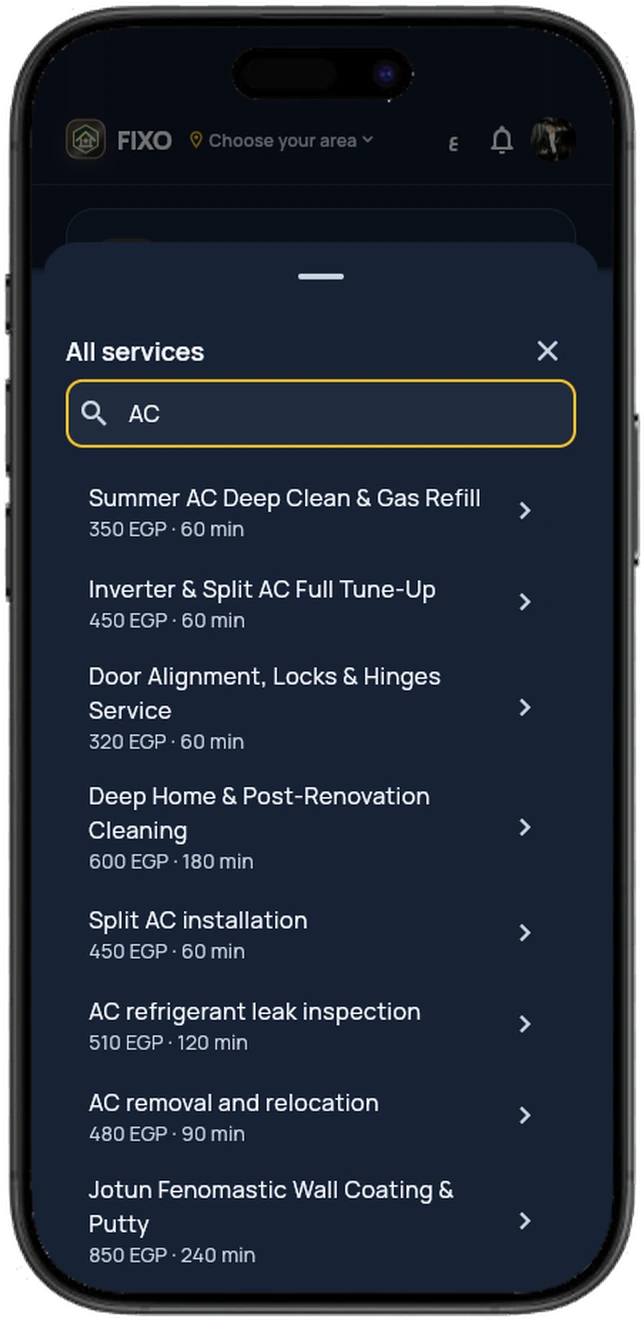 FIXO Choose your area ع
All services
AC
Summer AC Deep Clean & Gas Refill
350 EGP · 60 min
Inverter & Split AC Full Tune-Up
450 EGP · 60 min
Door Alignment, Locks & Hinges
Service
320 EGP · 60 min
Deep Home & Post-Renovation
Cleaning
600 EGP · 180 min
Split AC installation
450 EGP · 60 min
AC refrigerant leak inspection
510 EGP · 120 min
AC removal and relocation
480 EGP · 90 min
Jotun Fenomastic Wall Coating &
Putty
850 EGP · 240 min